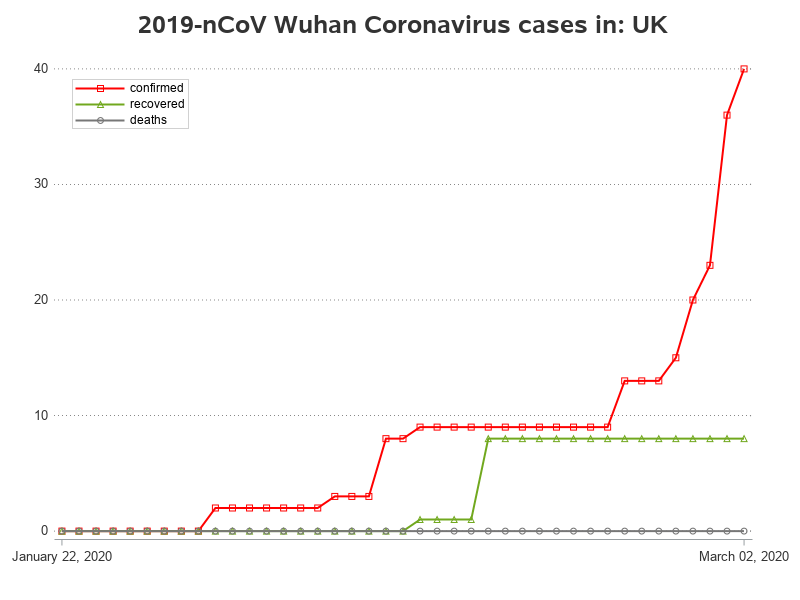 2019-nCoV Wuhan Coronavirus cases in: UK
40
confirmed
recovered
deaths
30
20
10
0
January 22, 2020
March 02, 2020